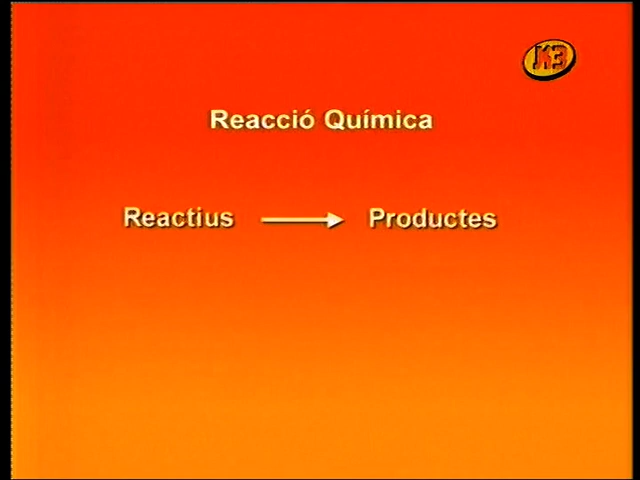 K3
Reacció Química
Reactius → Productes